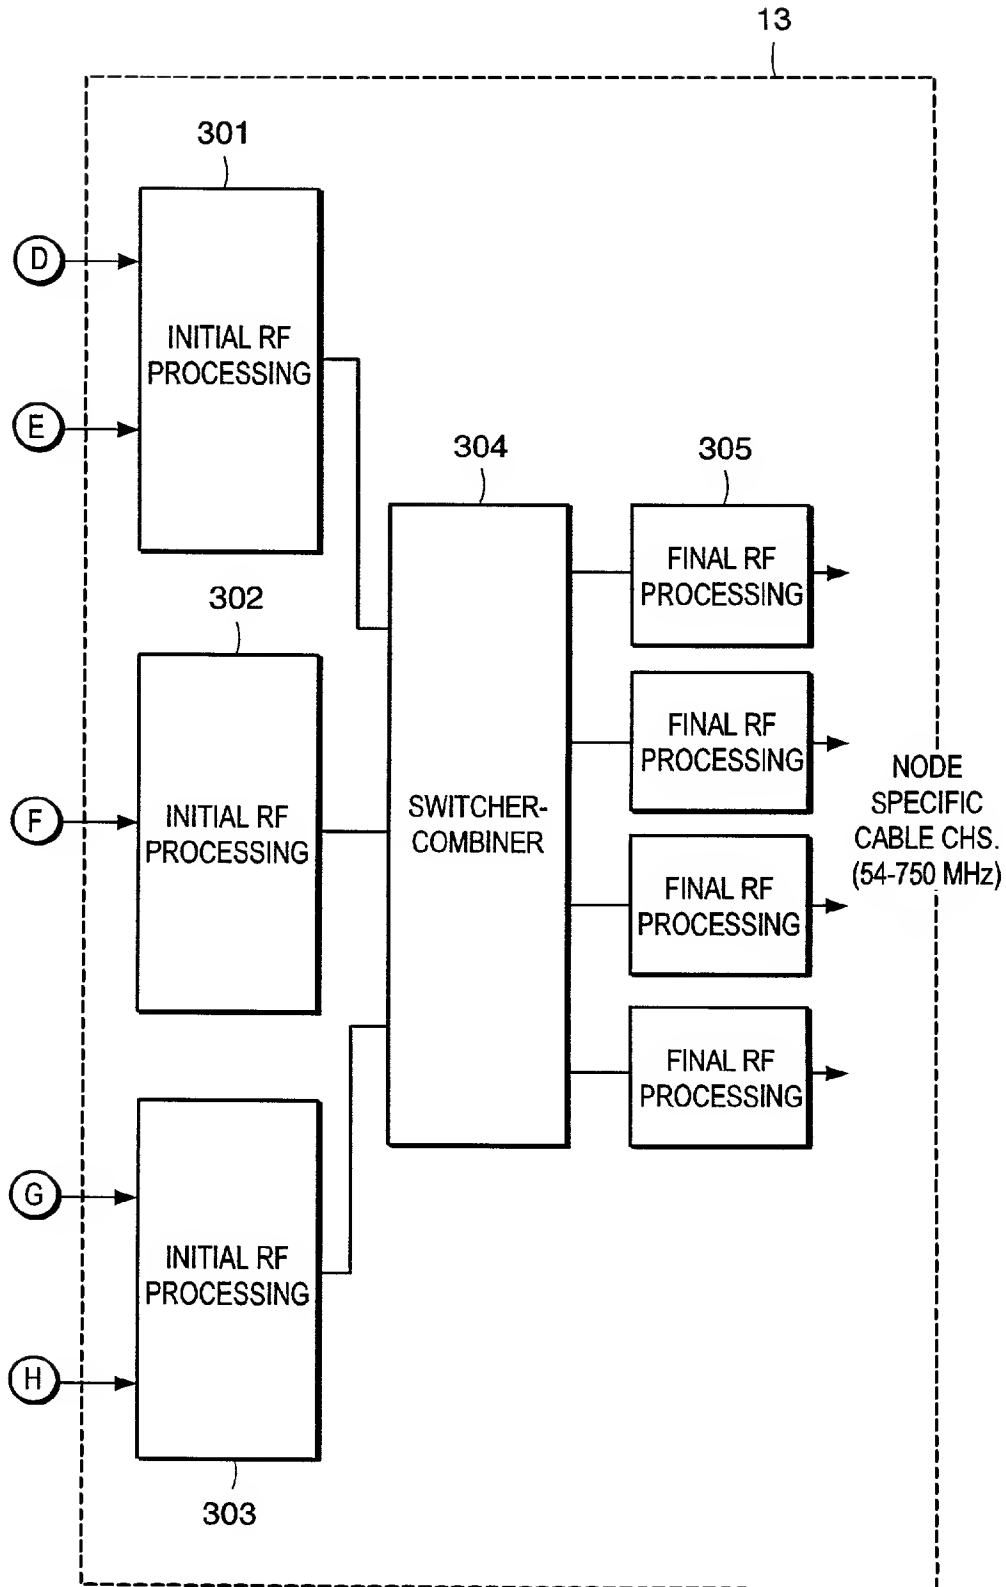 13
301
D
INITIAL RF
PROCESSING
E
304
305
FINAL RF
PROCESSING
302
FINAL RF
PROCESSING
F
INITIAL RF
PROCESSING
SWITCHER-
COMBINER
NODE
SPECIFIC
CABLE CHS.
(54-750 MHz)
FINAL RF
PROCESSING
FINAL RF
PROCESSING
G
INITIAL RF
PROCESSING
H
303